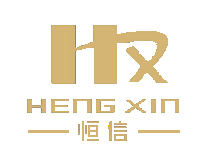 HX
HENG XIN
恒信